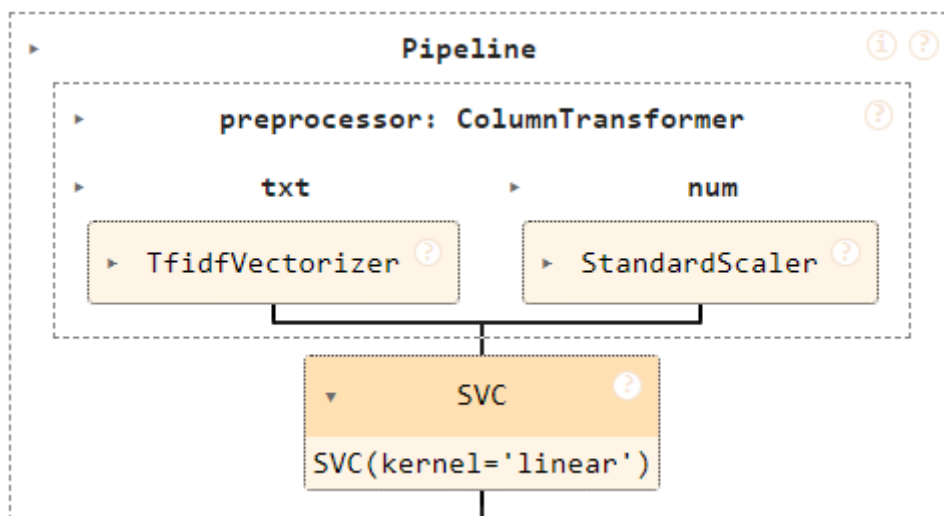 Pipeline
preprocessor: ColumnTransformer
txt num
TfidfVectorizer ? StandardScaler ?
SVC ?
SVC(kernel='linear')